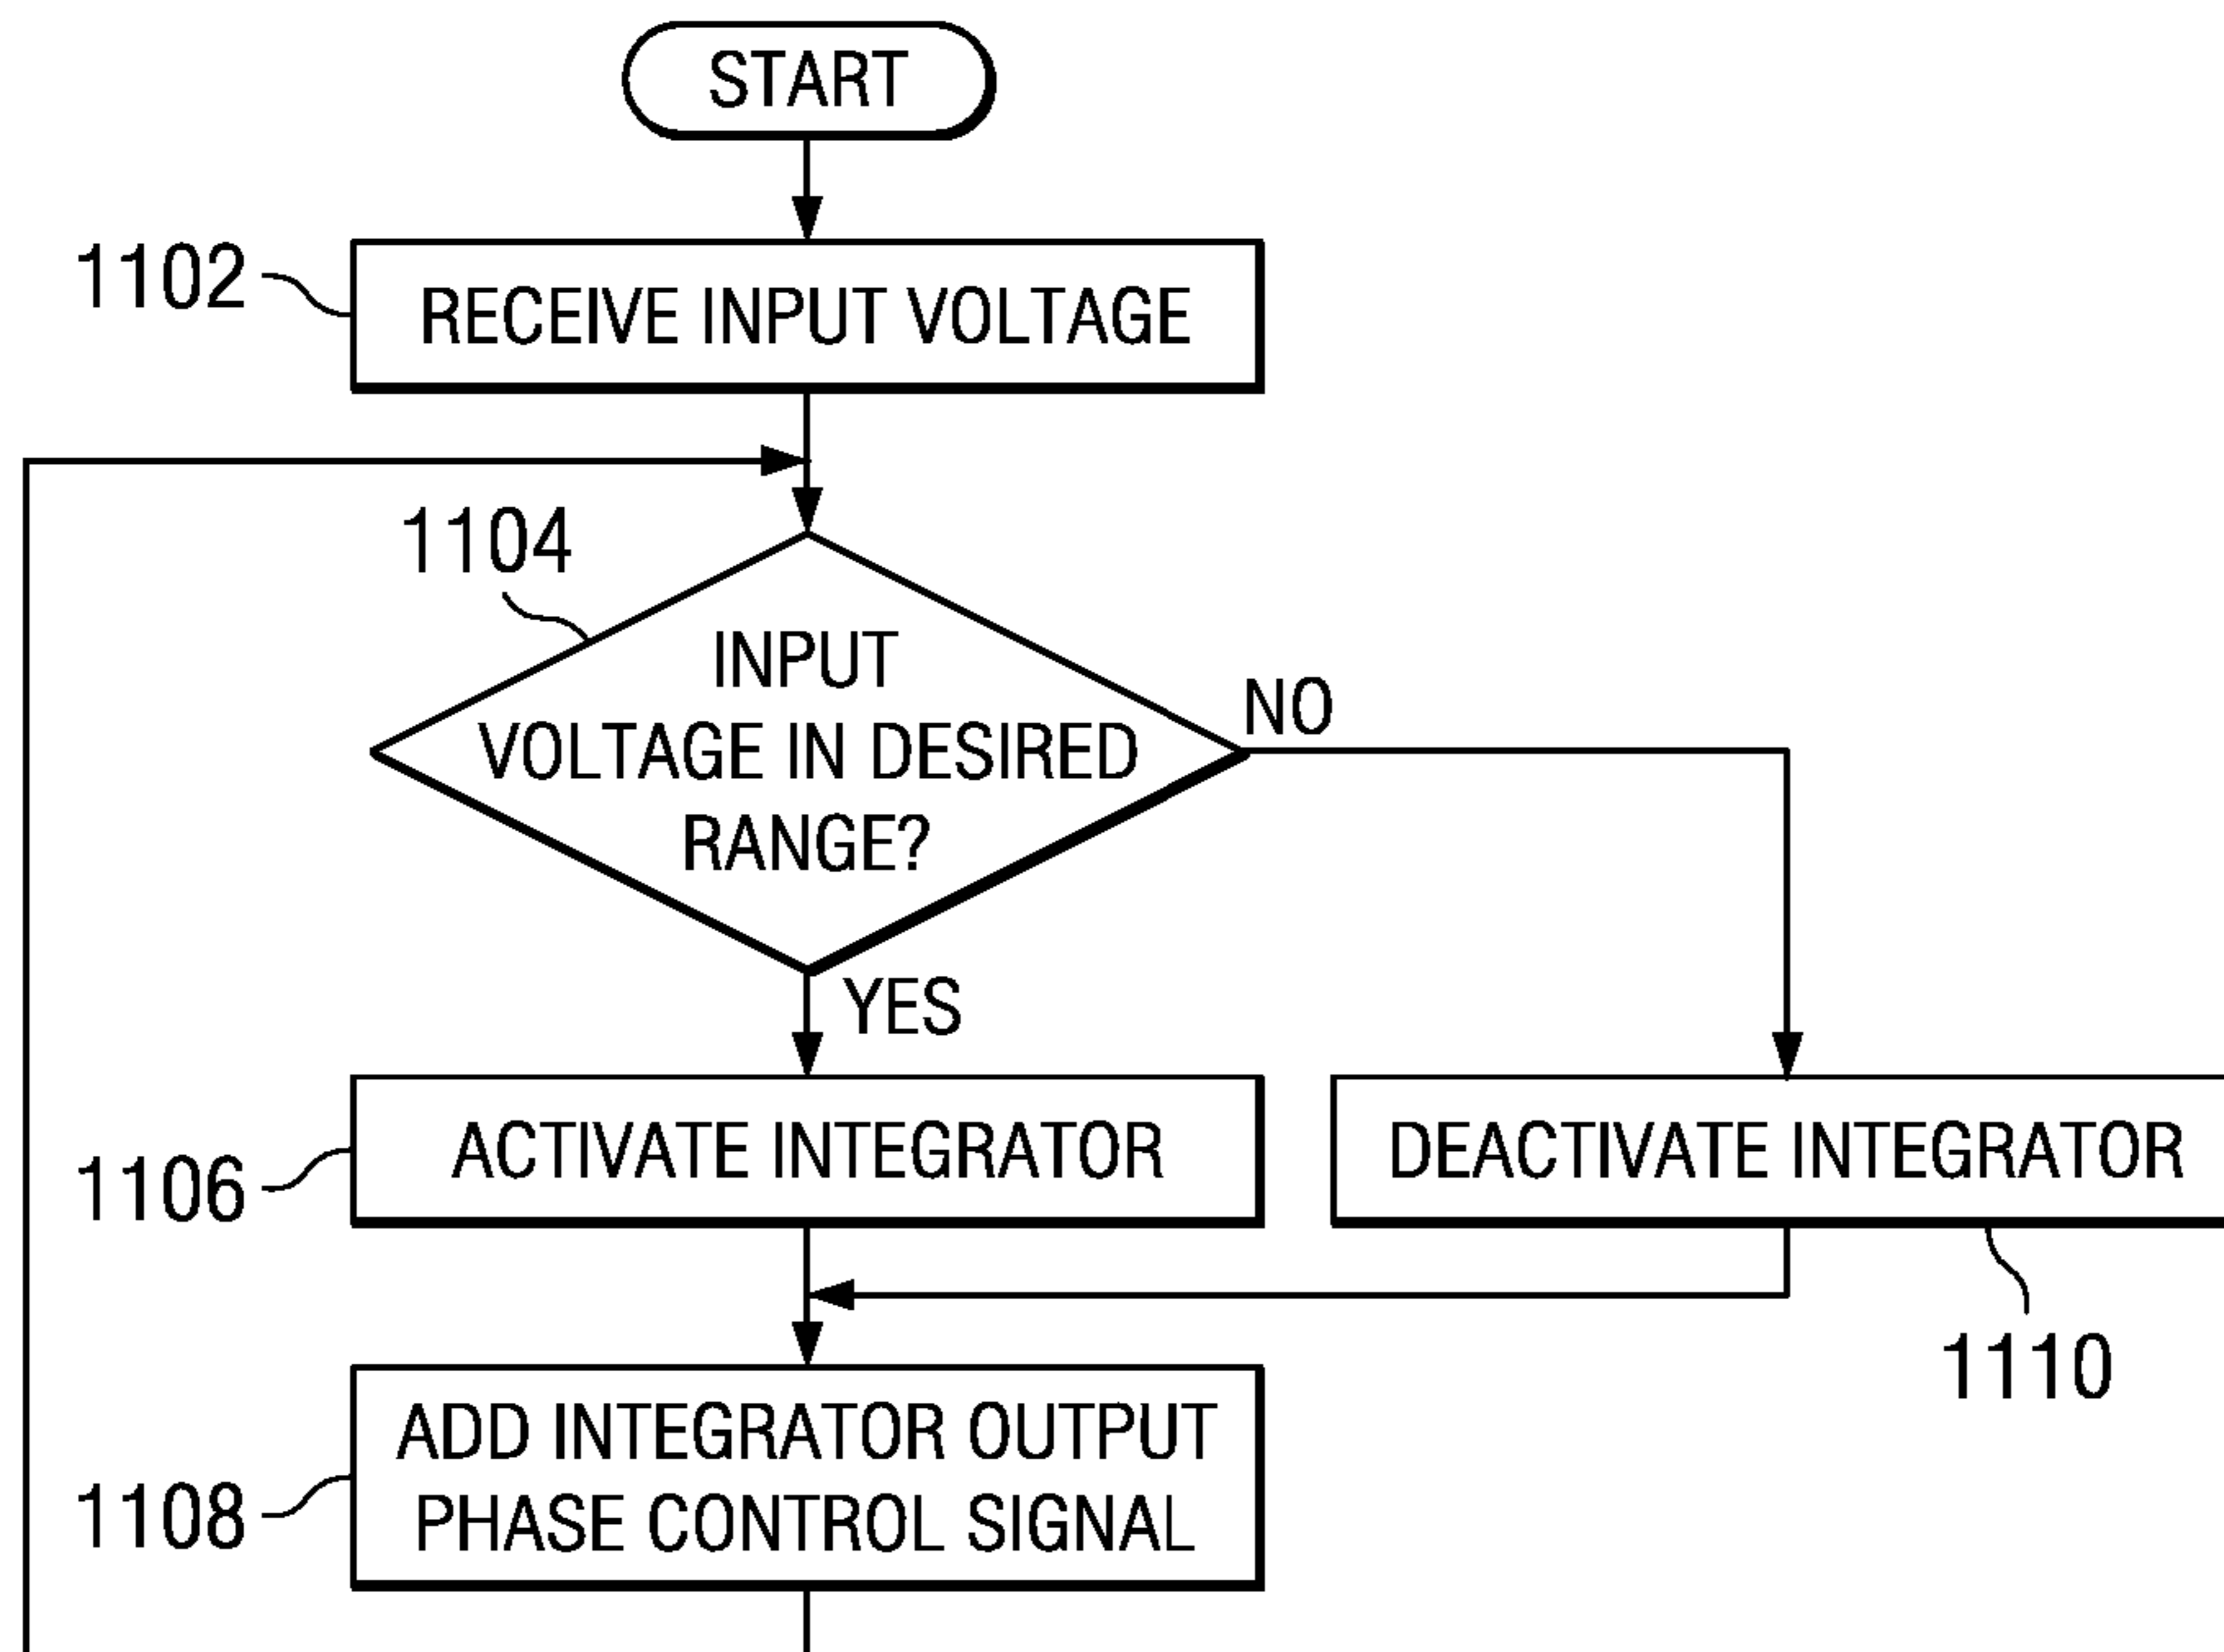 START
1102
RECEIVE INPUT VOLTAGE
1104
INPUT
VOLTAGE IN DESIRED
RANGE?
NO
YES
1106
ACTIVATE INTEGRATOR
DEACTIVATE INTEGRATOR
1110
1108
ADD INTEGRATOR OUTPUT
PHASE CONTROL SIGNAL